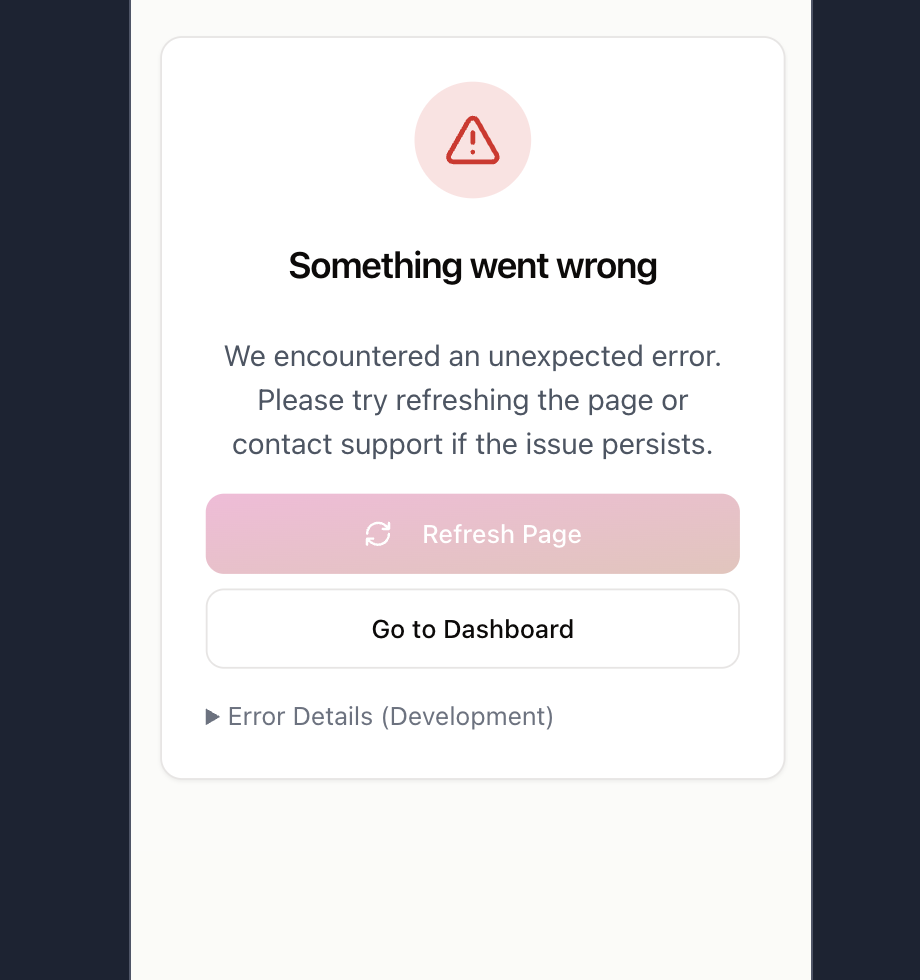 Something went wrong
We encountered an unexpected error.
Please try refreshing the page or
contact support if the issue persists.
Refresh Page
Go to Dashboard
Error Details (Development)